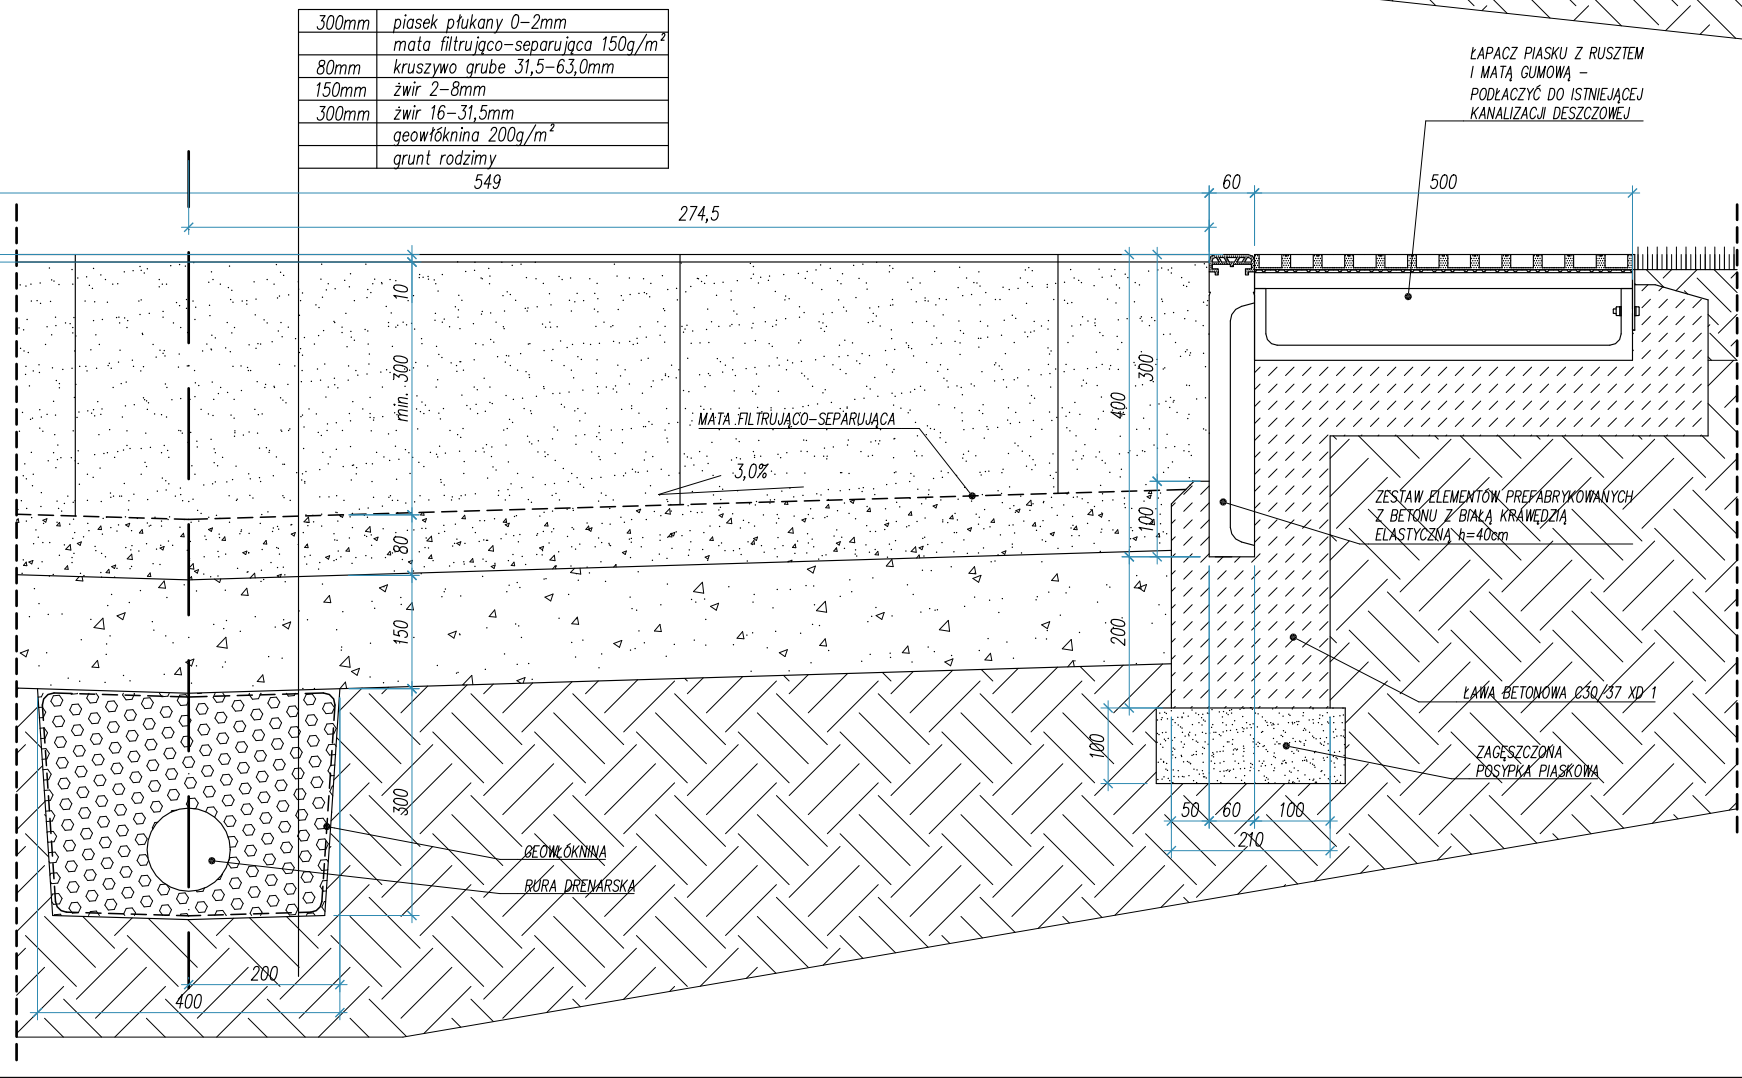 300mm piasek płukany 0-2mm
mata filtrująco-separująca 150g/m²
80mm kruszywo grube 31,5-63,0mm
150mm żwir 2-8mm
300mm żwir 16-31,5mm
geowłóknina 200g/m²
grunt rodzimy
ŁAPACZ PIASKU Z RUSZTEM
I MATĄ GUMOWĄ -
PODŁĄCZYĆ DO ISTNIEJĄCEJ
KANALIZACJI DESZCZOWEJ
549
60
500
274,5
10
min. 300
80
150
300
MATA FILTRUJĄCO-SEPARUJĄCA
3,0%
400
300
100
200
100
ZESTAW ELEMENTÓW PREFABRYKOWANYCH
Z BETONU Z BIAŁĄ KRAWĘDZIĄ
ELASTYCZNĄ h=40cm
ŁAWA BETONOWA C30/37 XD 1
ZAGĘSZCZONA
POSYPKA PIASKOWA
50
60
100
210
GEOWŁÓKNINA
RURA DRENARSKA
200
400